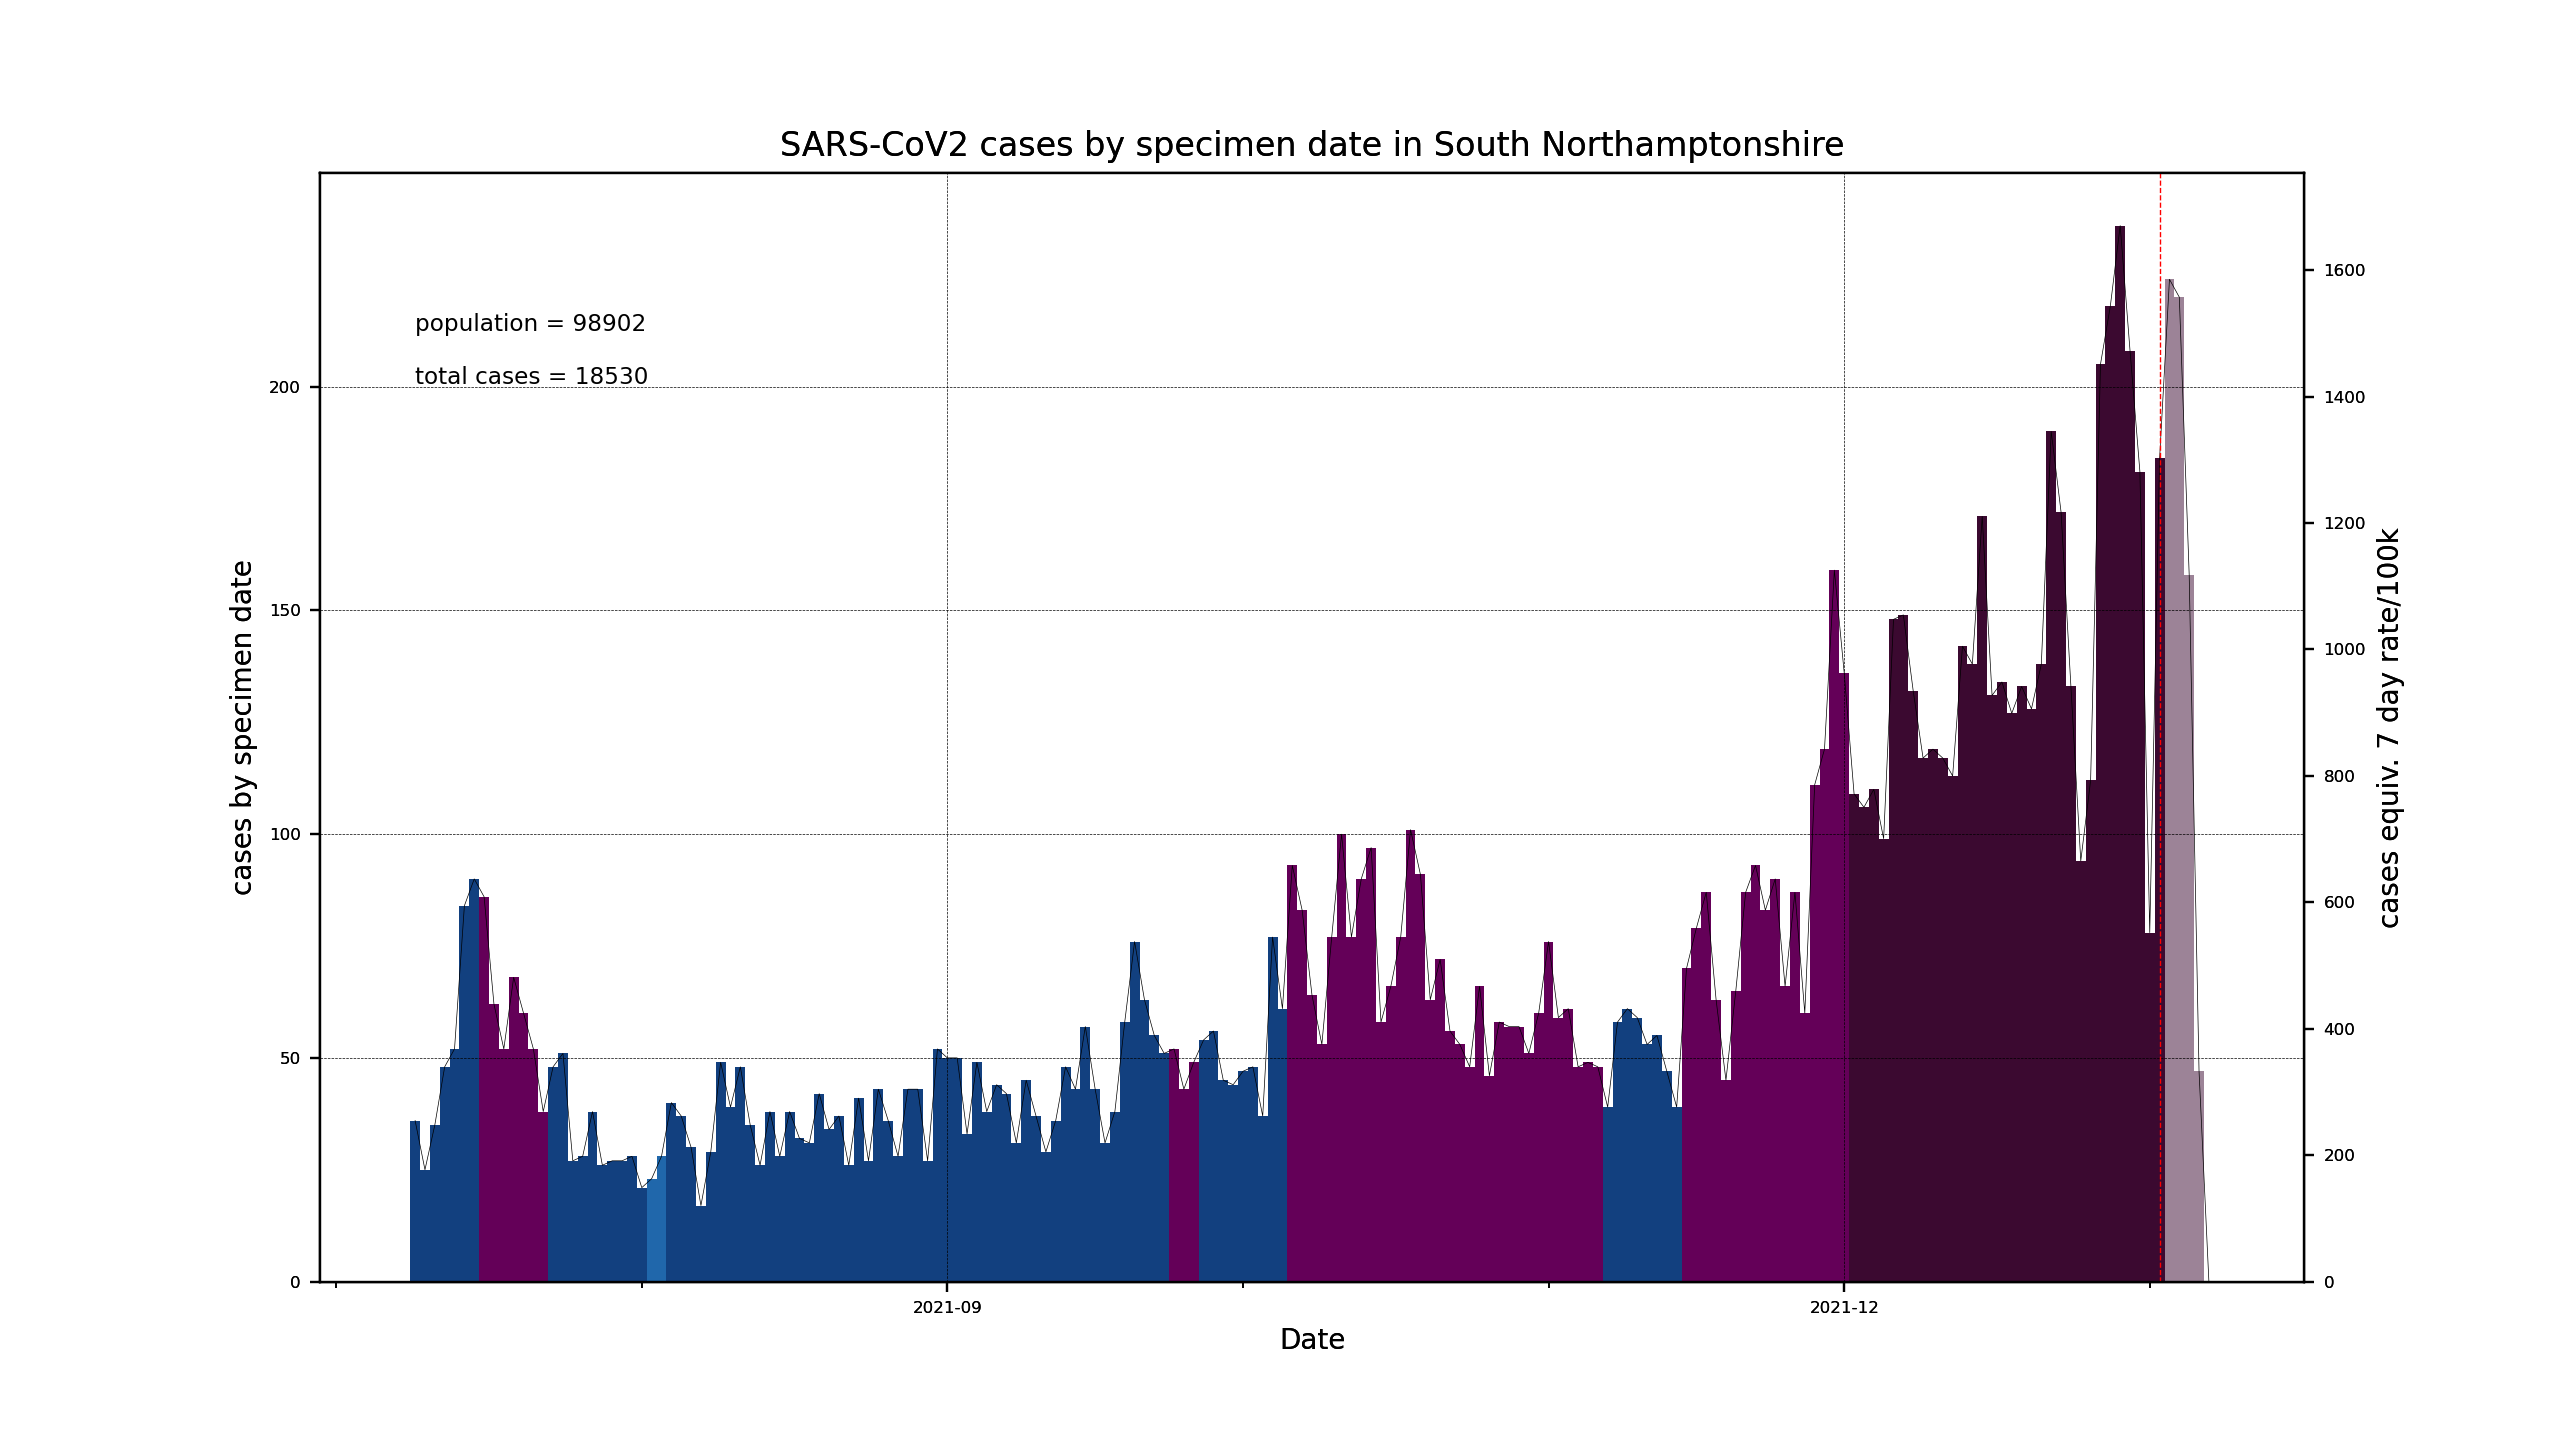 SARS-CoV2 cases by specimen date in South Northamptonshire
population = 98902
total cases = 18530
cases by specimen date
200
150
100
50
0
1600
1400
1200
1000
800
600
400
200
0
cases equiv. 7 day rate/100k
2021-09
2021-12
Date